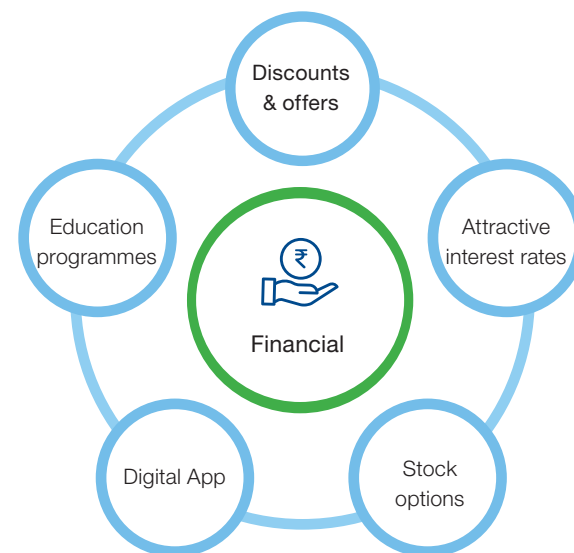 Discounts
& offers
Education
programmes
Attractive
interest rates
₹
Financial
Digital App
Stock
options